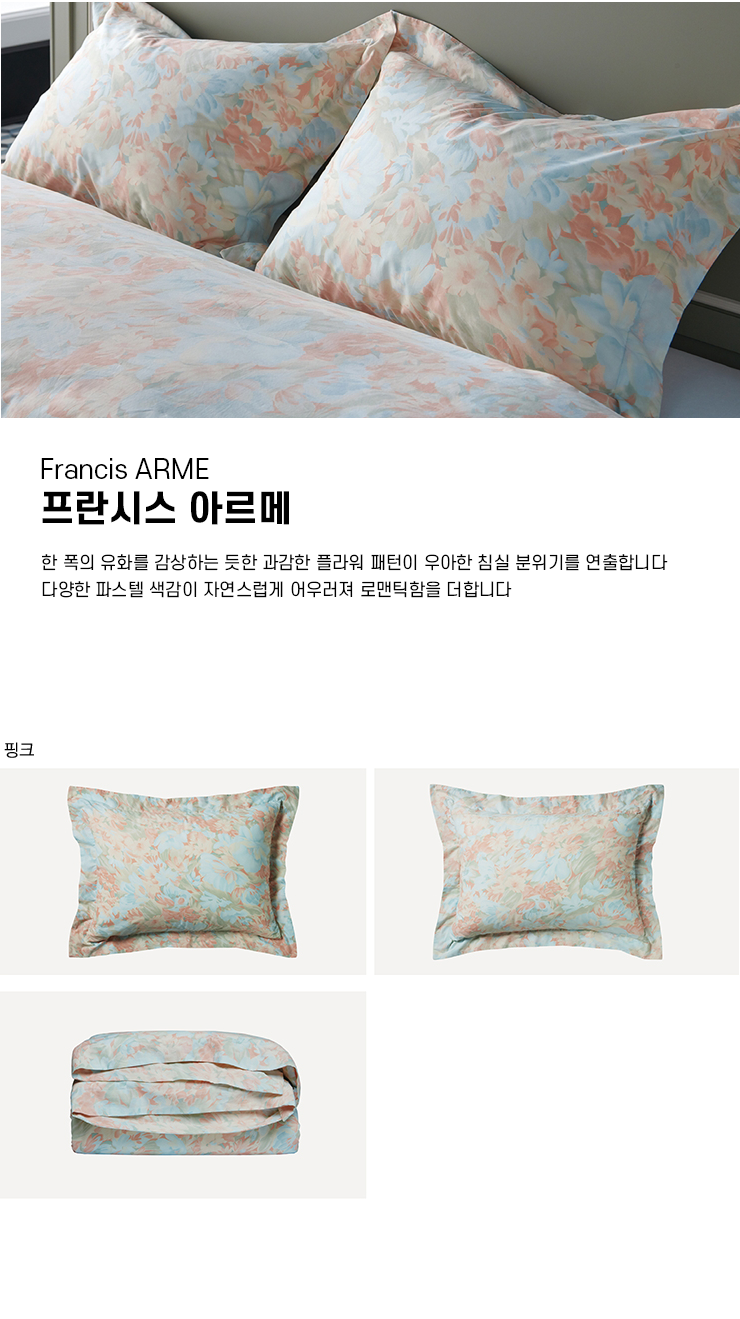 Francis ARME
프란시스 아르메
한 폭의 유화를 감상하는 듯한 과감한 플라워 패턴이 우아한 침실 분위기를 연출합니다
다양한 파스텔 색감이 자연스럽게 어우러져 로맨틱함을 더합니다
핑크